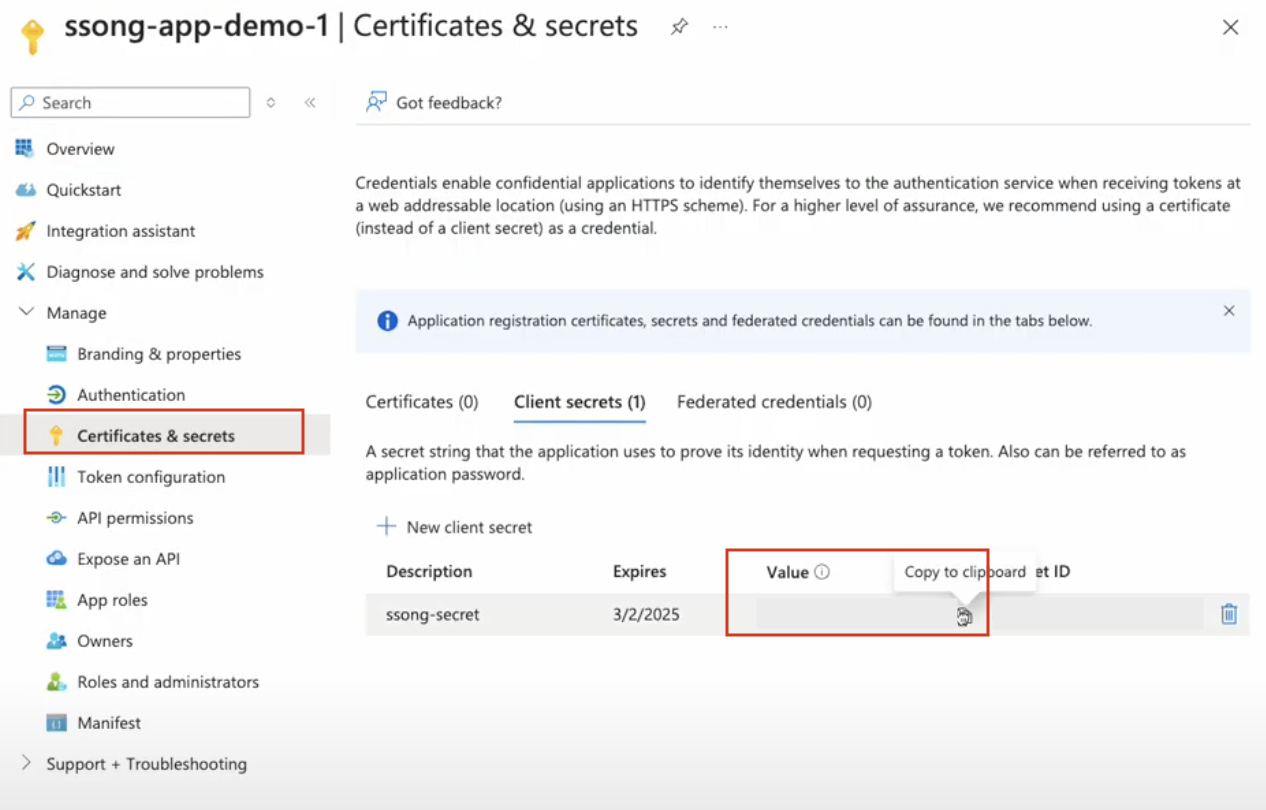 ssong-app-demo-1 | Certificates & secrets
Search
Got feedback?
Overview
Quickstart
Integration assistant
Diagnose and solve problems
Manage
Branding & properties
Authentication
Certificates & secrets
Token configuration
API permissions
Expose an API
App roles
Owners
Roles and administrators
Manifest
Support + Troubleshooting
Credentials enable confidential applications to identify themselves to the authentication service when receiving tokens at
a web addressable location (using an HTTPS scheme). For a higher level of assurance, we recommend using a certificate
(instead of a client secret) as a credential.
Application registration certificates, secrets and federated credentials can be found in the tabs below.
Certificates (0) Client secrets (1) Federated credentials (0)
A secret string that the application uses to prove its identity when requesting a token. Also can be referred to as
application password.
New client secret
Description Expires Value Copy to clipboard et ID
ssong-secret 3/2/2025